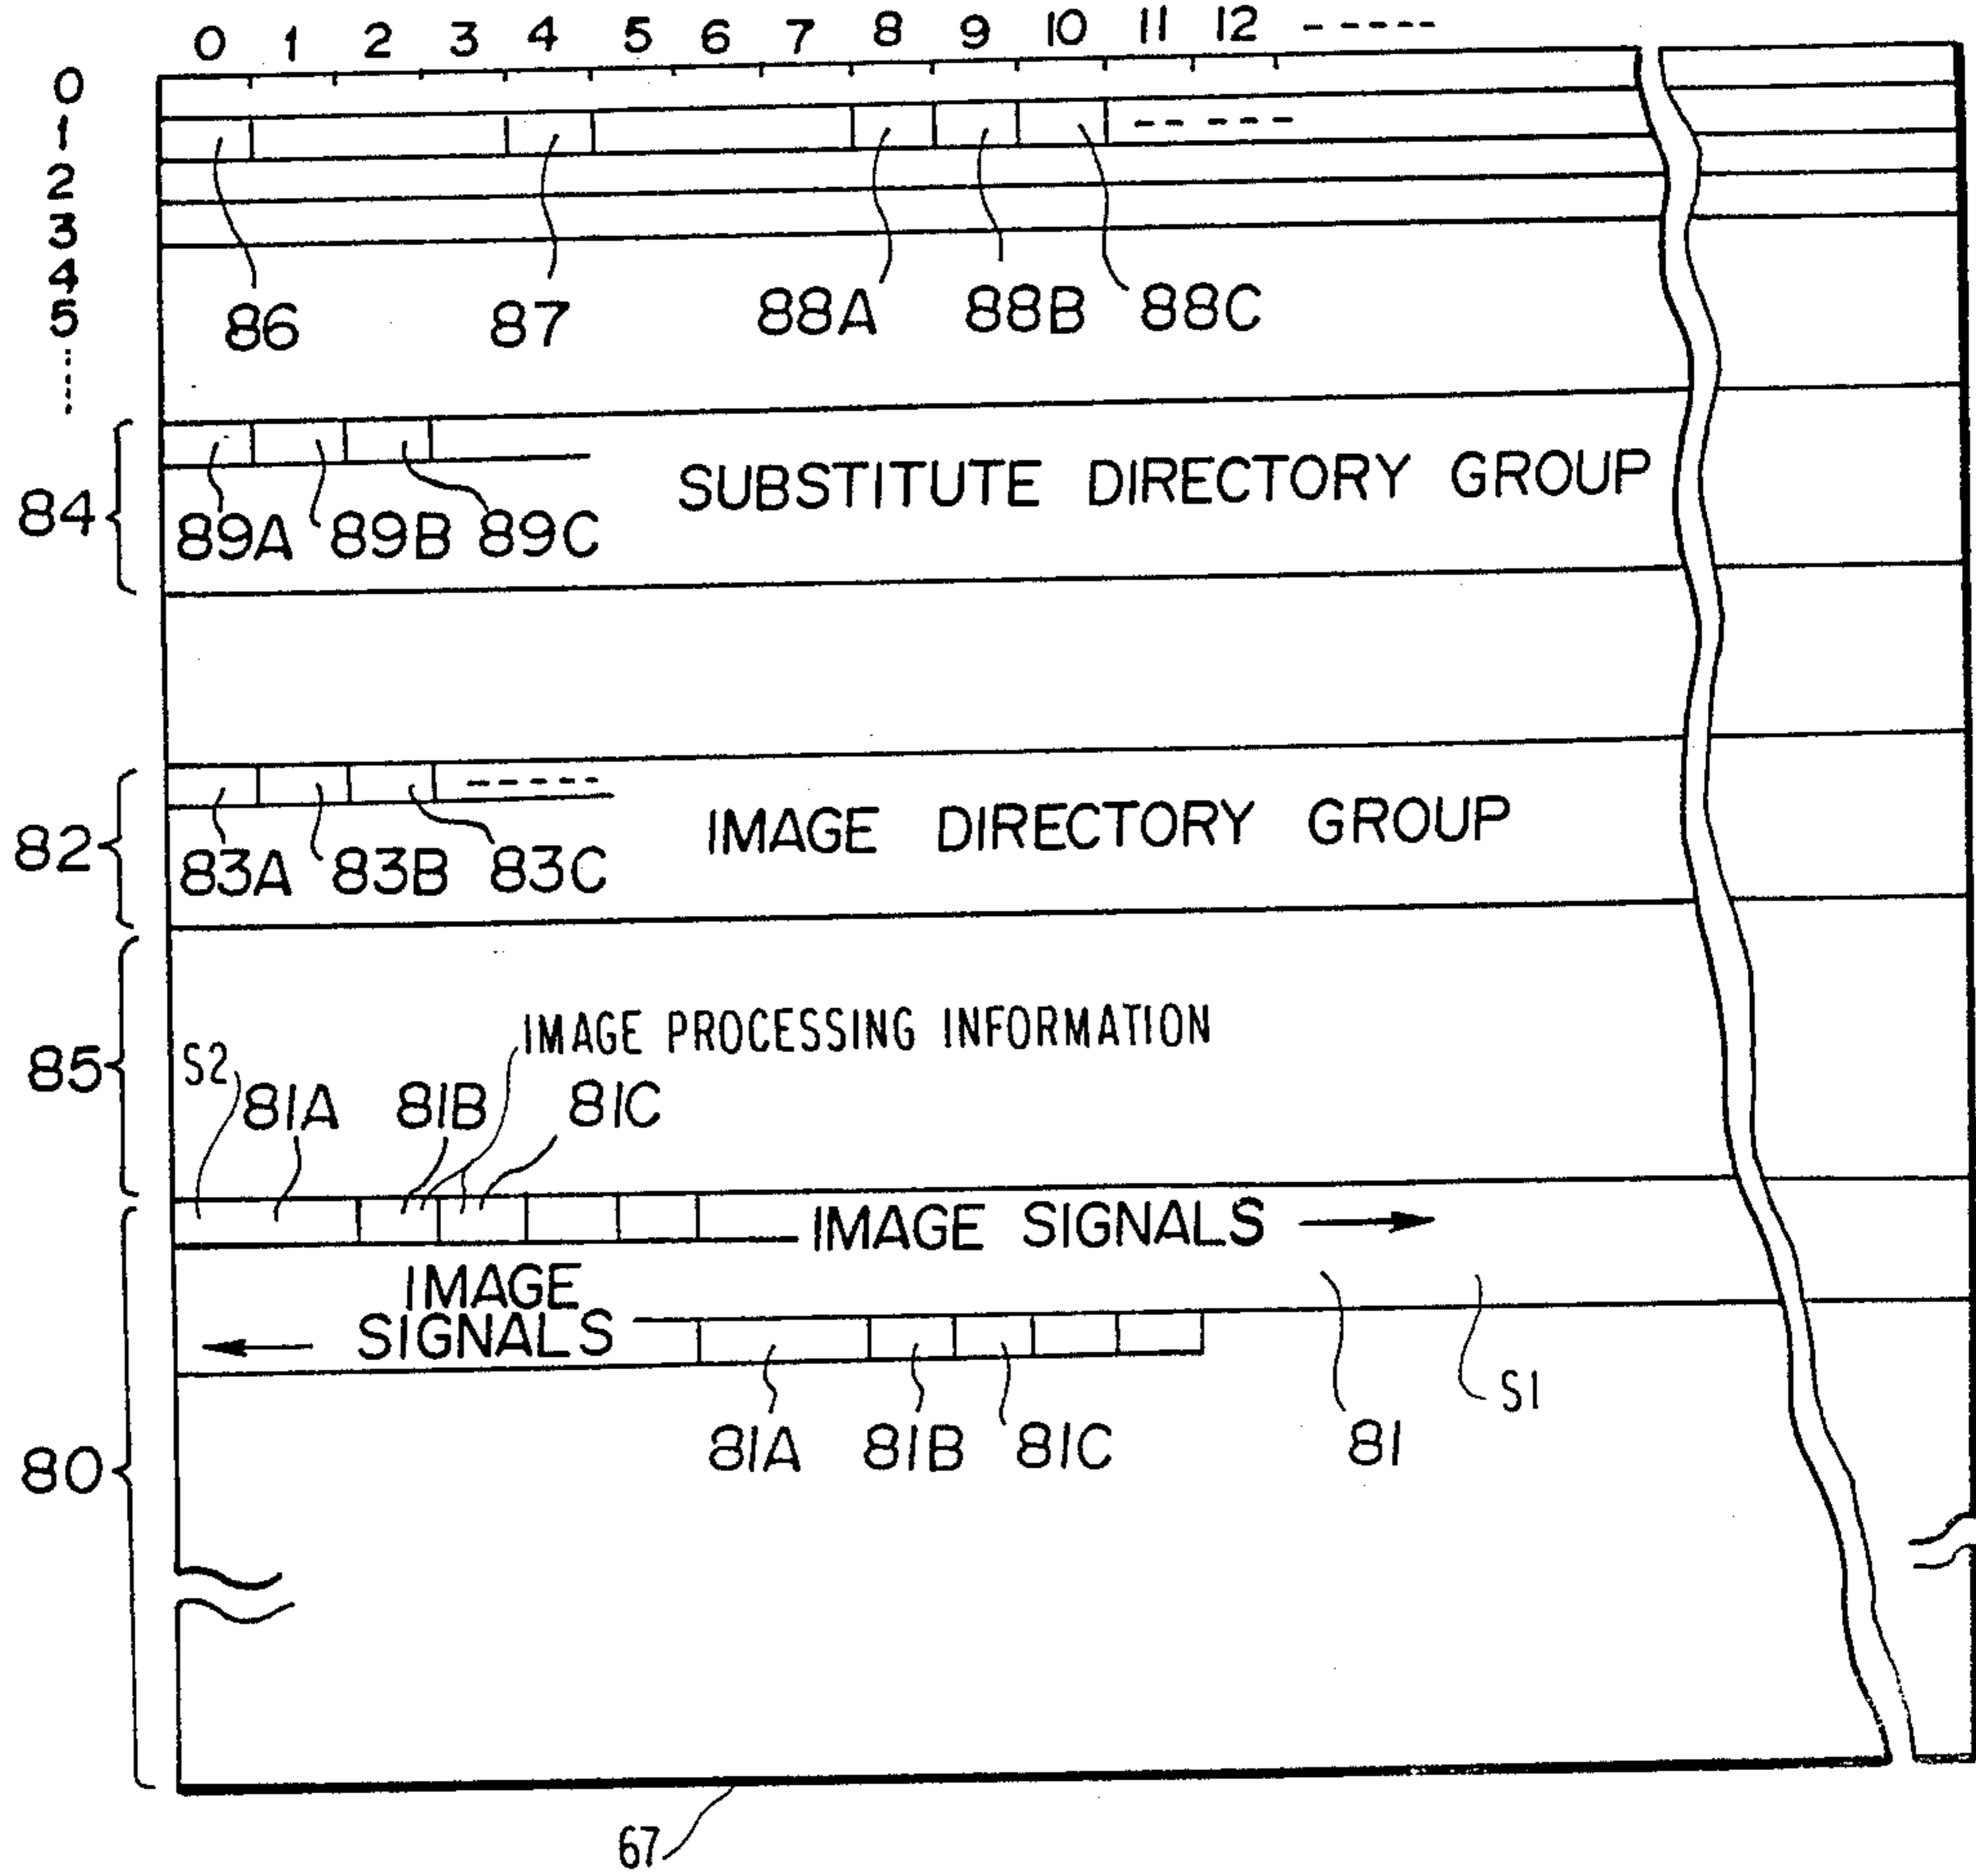 0 1 2 3 4 5 6 7 8 9 10 11 12 -----
0
1
2
3
4
5
86 87 88A 88B 88C
84
SUBSTITUTE DIRECTORY GROUP
89A 89B 89C
82
IMAGE DIRECTORY GROUP
83A 83B 83C
85
IMAGE PROCESSING INFORMATION
S2
81A 81B 81C
IMAGE SIGNALS
IMAGE
SIGNALS
S1
81A 81B 81C 81
80
67